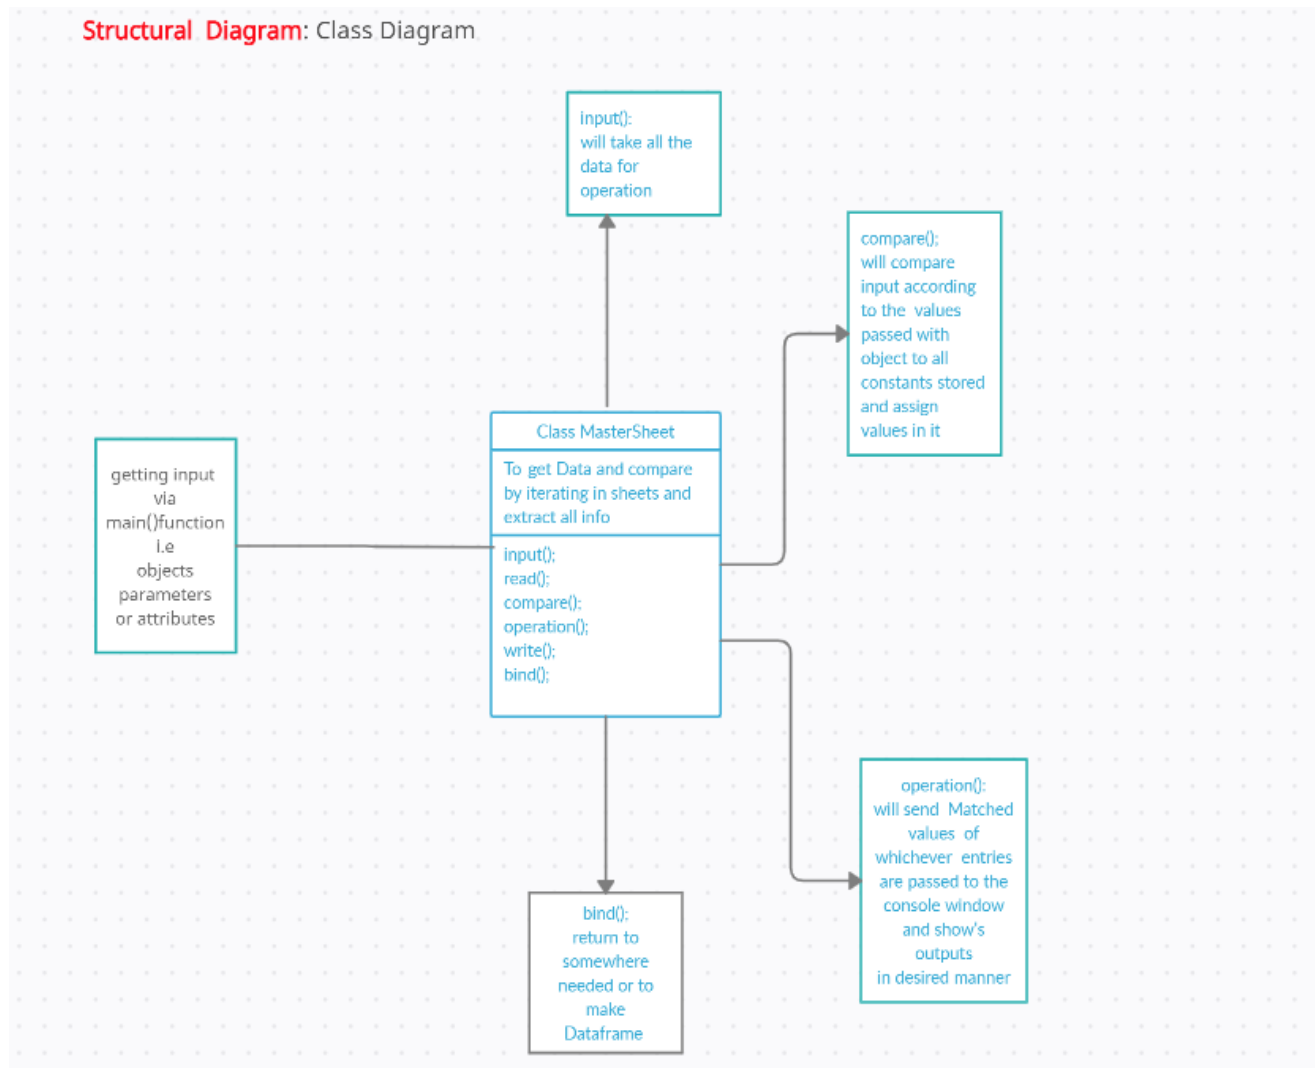 Structural Diagram: Class Diagram
input():
will take all the
data for
operation
compare();
will compare
input according
to the values
passed with
object to all
constants stored
and assign
values in it
getting input
via
main()function
i.e
objects
parameters
or attributes
Class MasterSheet
To get Data and compare
by iterating in sheets and
extract all info
input();
read();
compare();
operation();
write();
bind();
operation():
will send Matched
values of
whichever entries
are passed to the
console window
and show's
outputs
in desired manner
bind():
return to
somewhere
needed or to
make
Dataframe